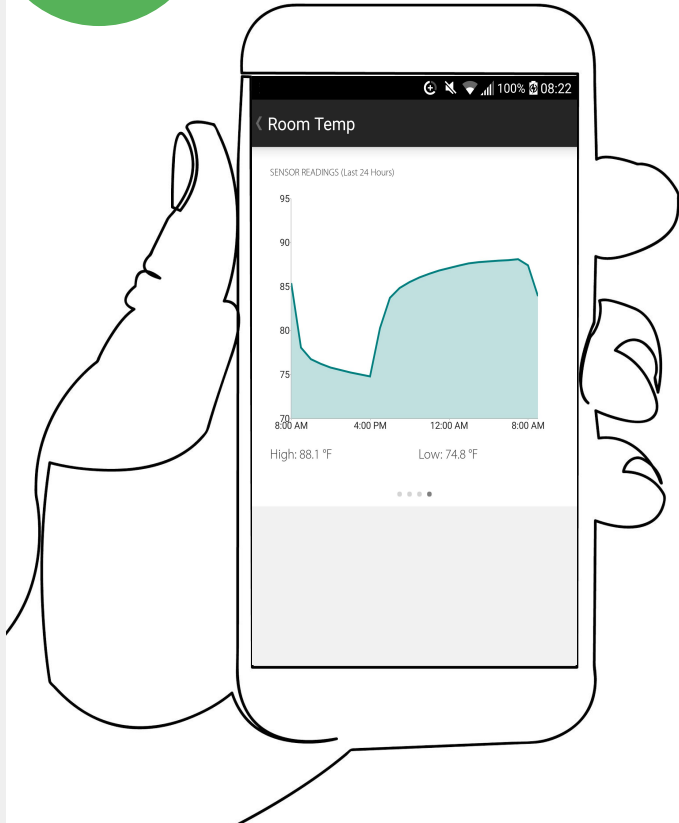 100% 08:22
Room Temp
SENSOR READINGS (Last 24 Hours)
95
90
85
80
75
70
8:00 AM 4:00 PM 12:00 AM 8:00 AM
High: 88.1 °F Low: 74.8 °F